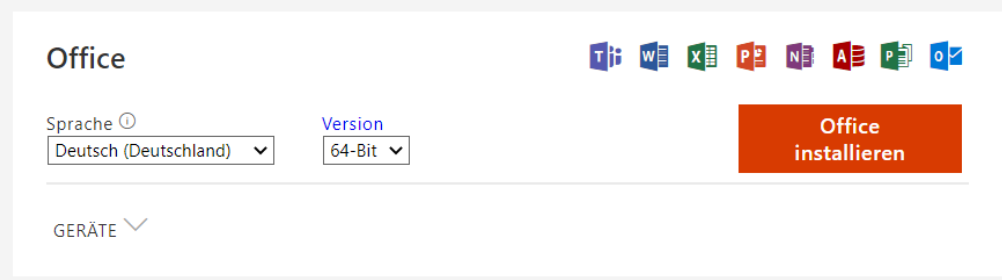 Office
Sprache
Version
Deutsch (Deutschland)
64-Bit
Office
installieren
GERÄTE